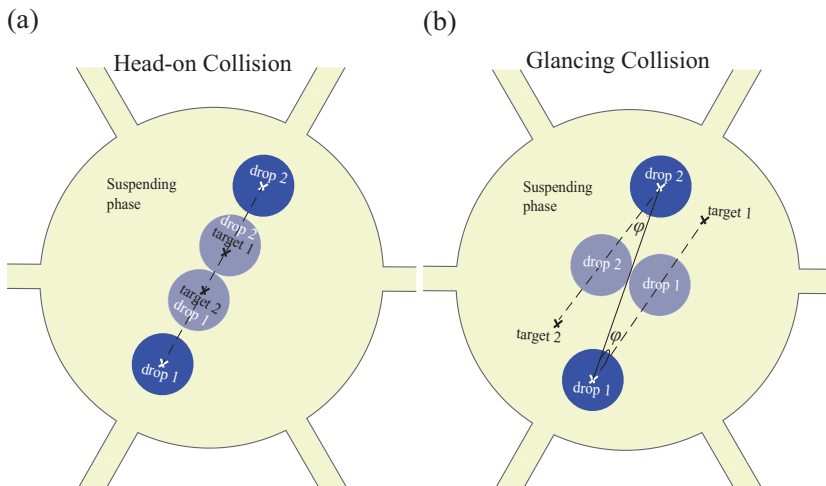 (a)
Head-on Collision
Suspending
phase
drop 2
drop 2
target 1
target 2
drop 1
drop 1
(b)
Glancing Collision
Suspending
phase
drop 2
target 1
φ
drop 2
drop 1
target 2
φ
drop 1